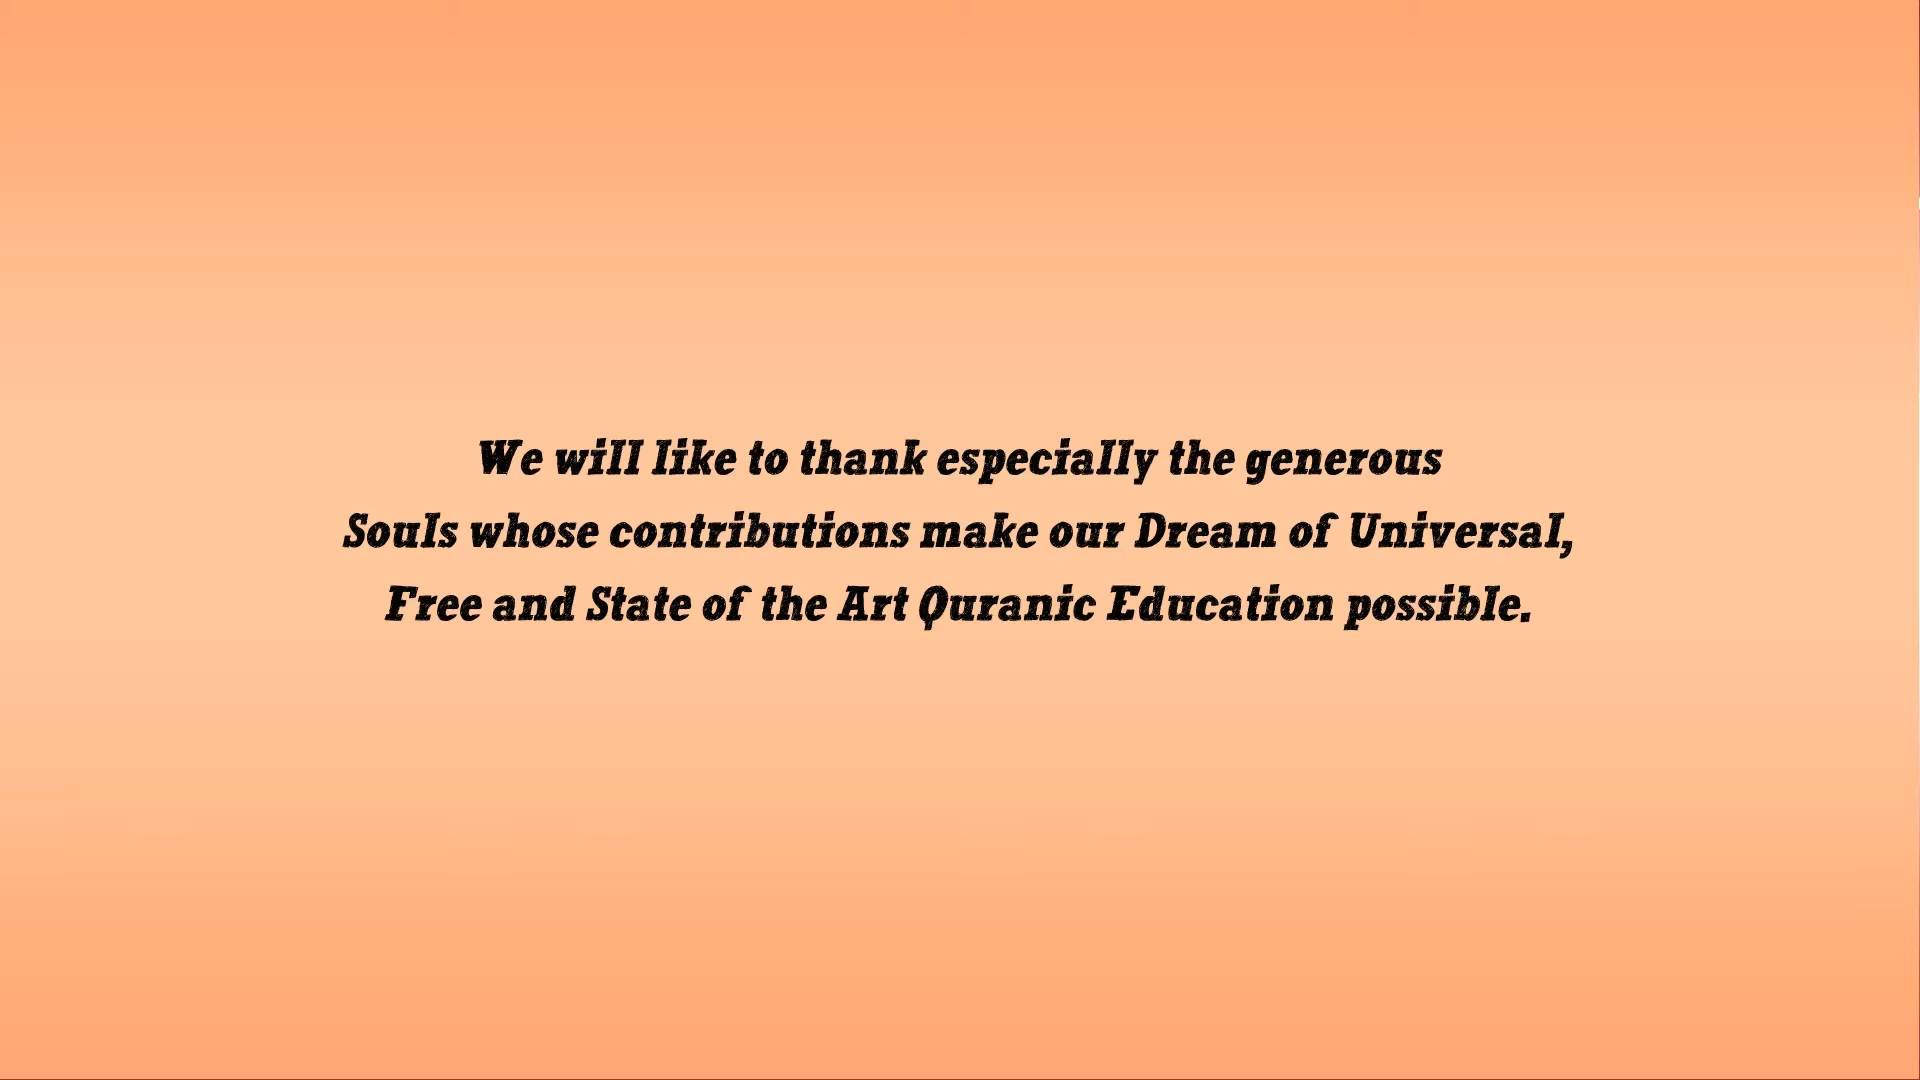 We will like to thank especially the generous
Souls whose contributions make our Dream of Universal,
Free and State of the Art Quranic Education possible.